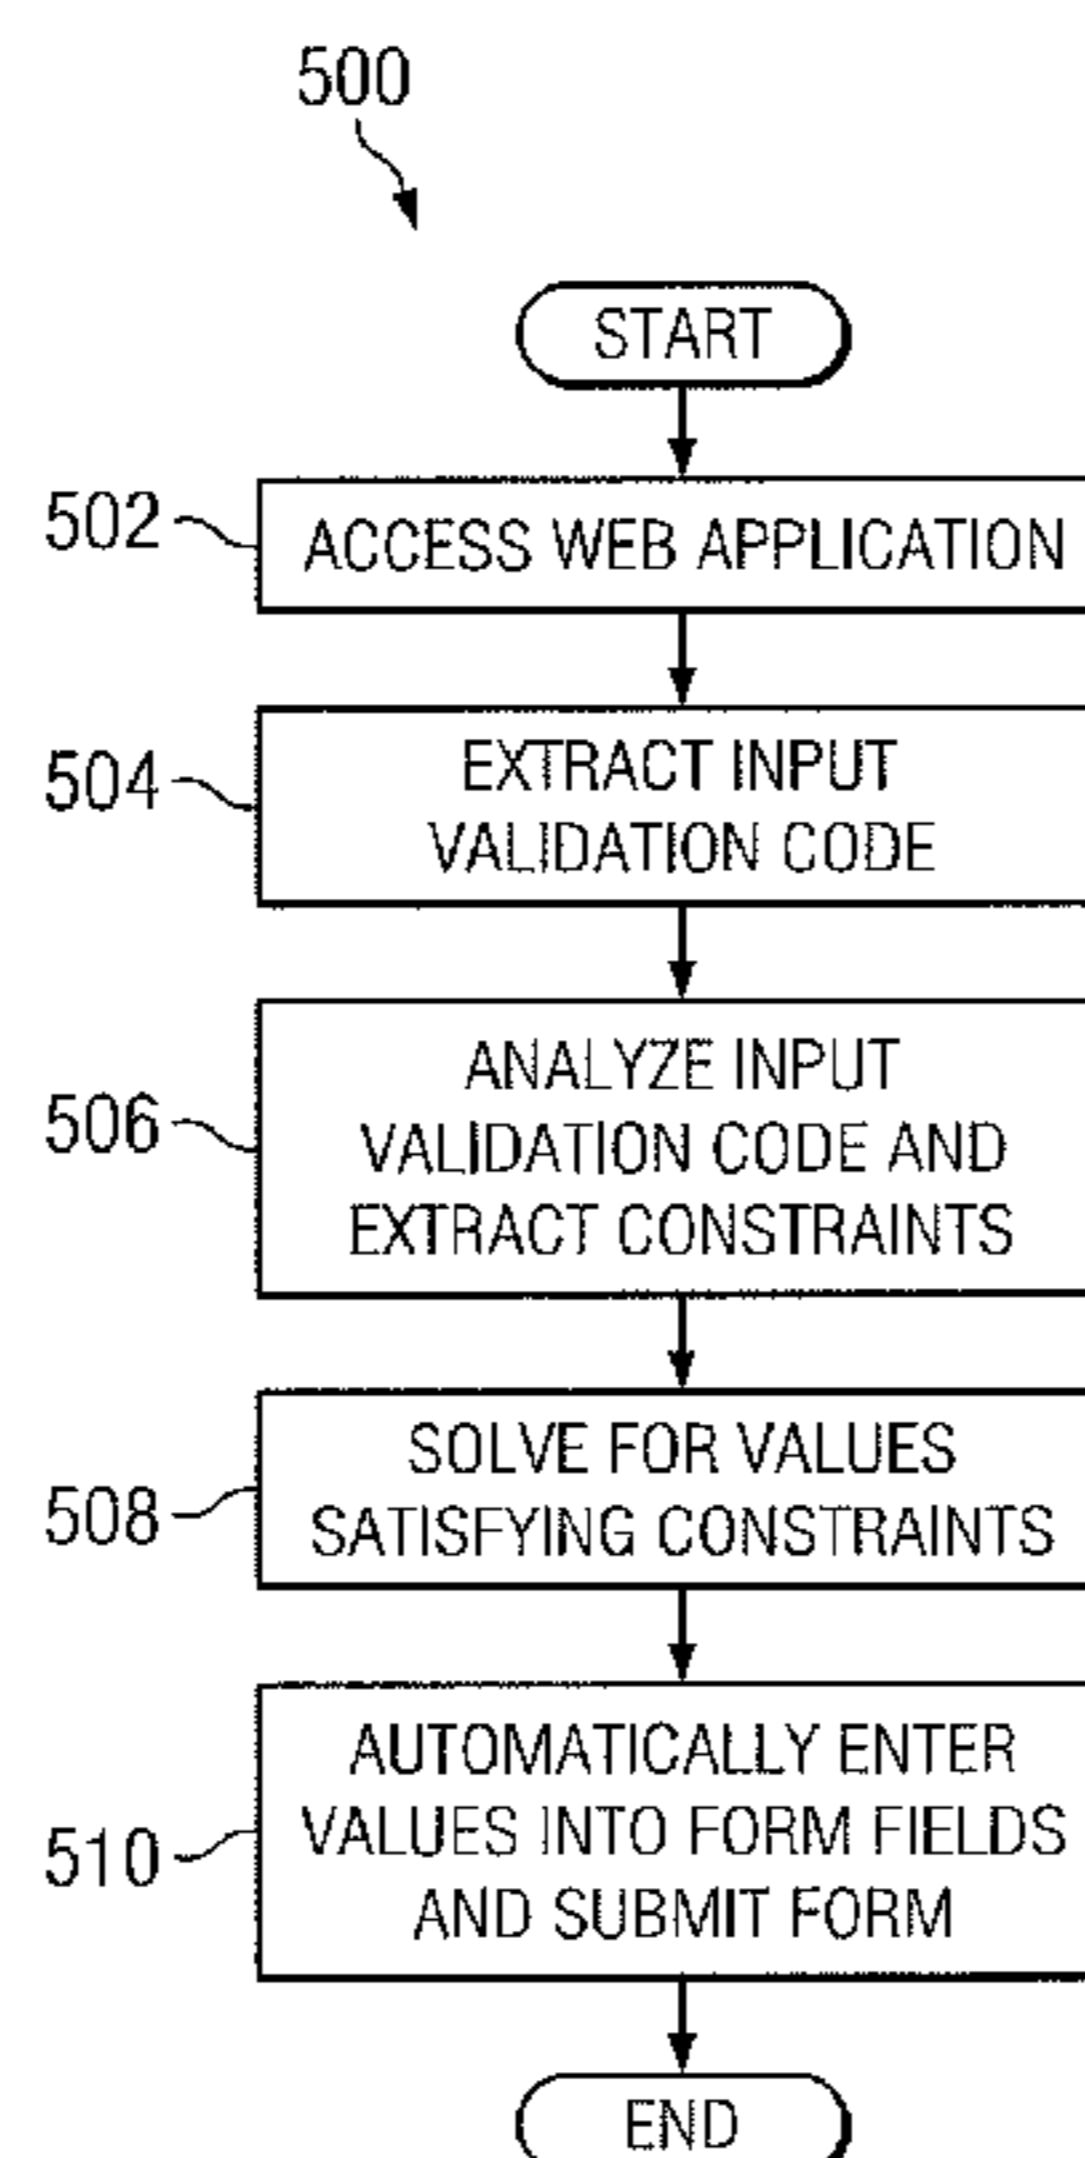 500
START
502
ACCESS WEB APPLICATION
504
EXTRACT INPUT
VALIDATION CODE
506
ANALYZE INPUT
VALIDATION CODE AND
EXTRACT CONSTRAINTS
508
SOLVE FOR VALUES
SATISFYING CONSTRAINTS
510
AUTOMATICALLY ENTER
VALUES INTO FORM FIELDS
AND SUBMIT FORM
END